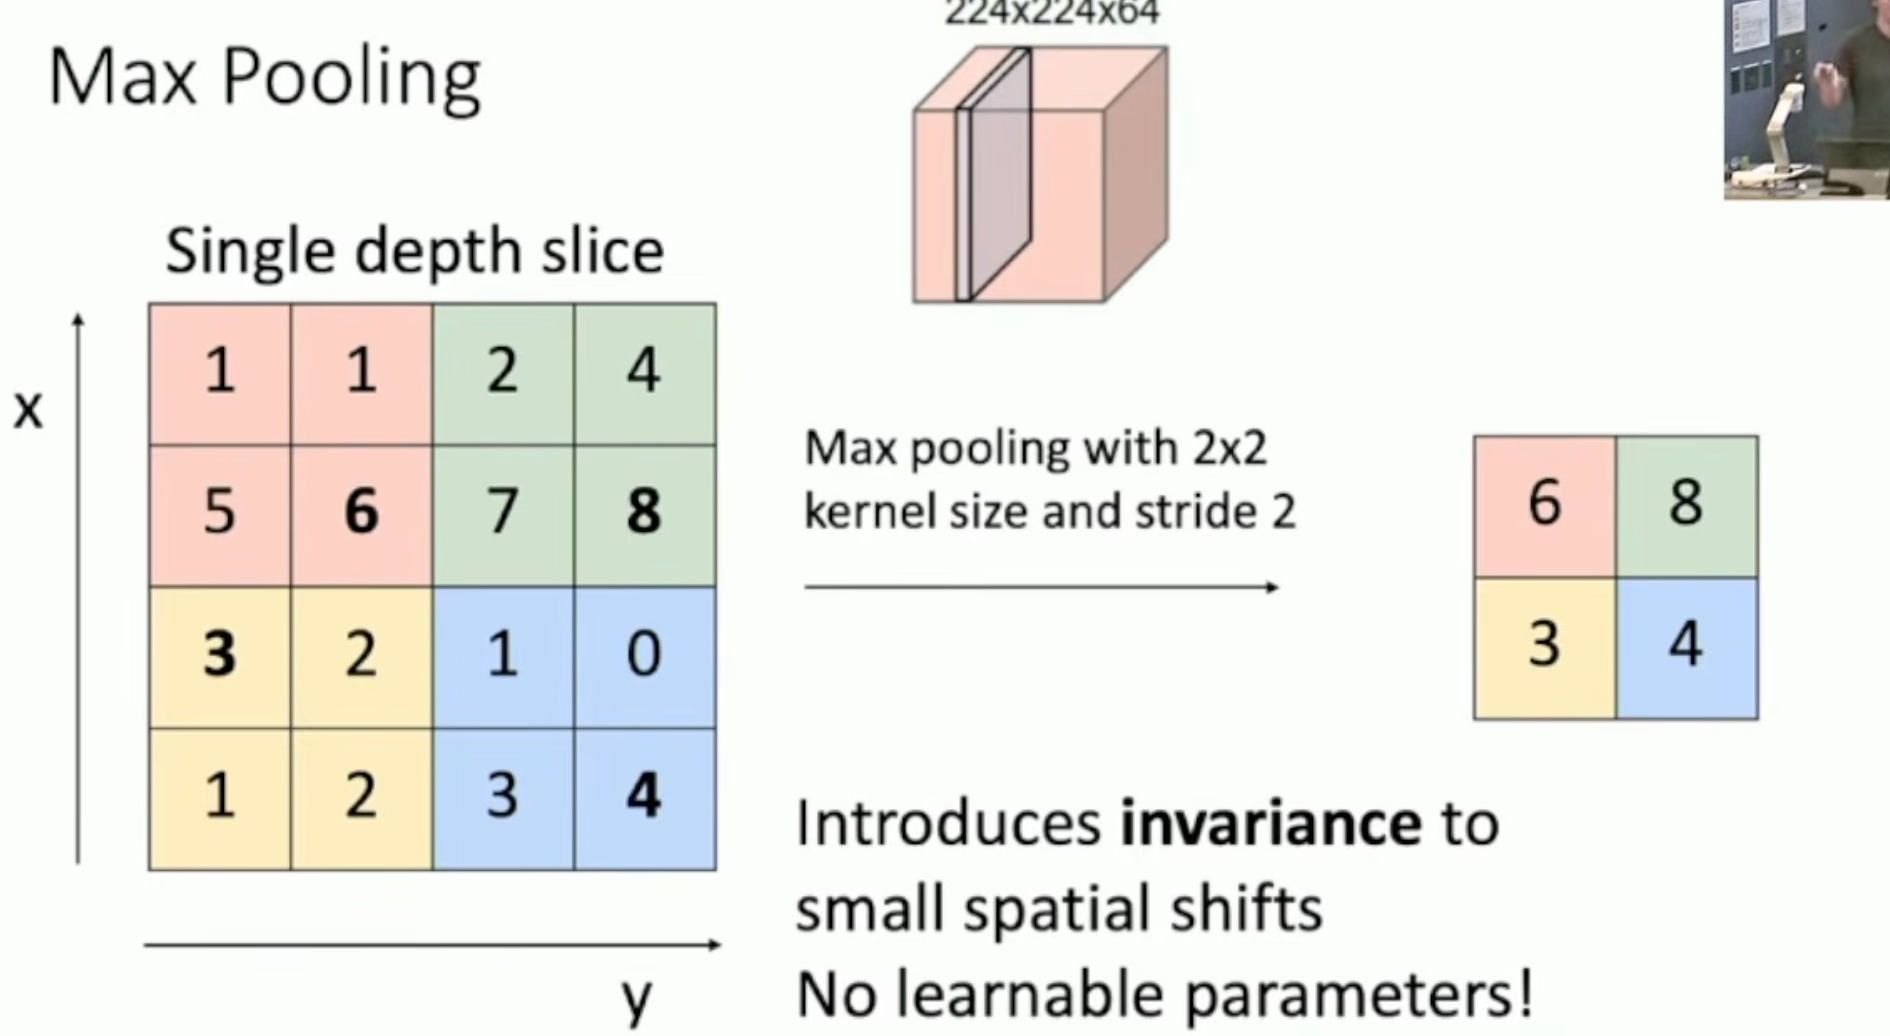 224x224x64
Max Pooling
Single depth slice
x
1 1 2 4
5 6 7 8
3 2 1 0
1 2 3 4
y
Max pooling with 2x2
kernel size and stride 2
6 8
3 4
Introduces invariance to
small spatial shifts
No learnable parameters!